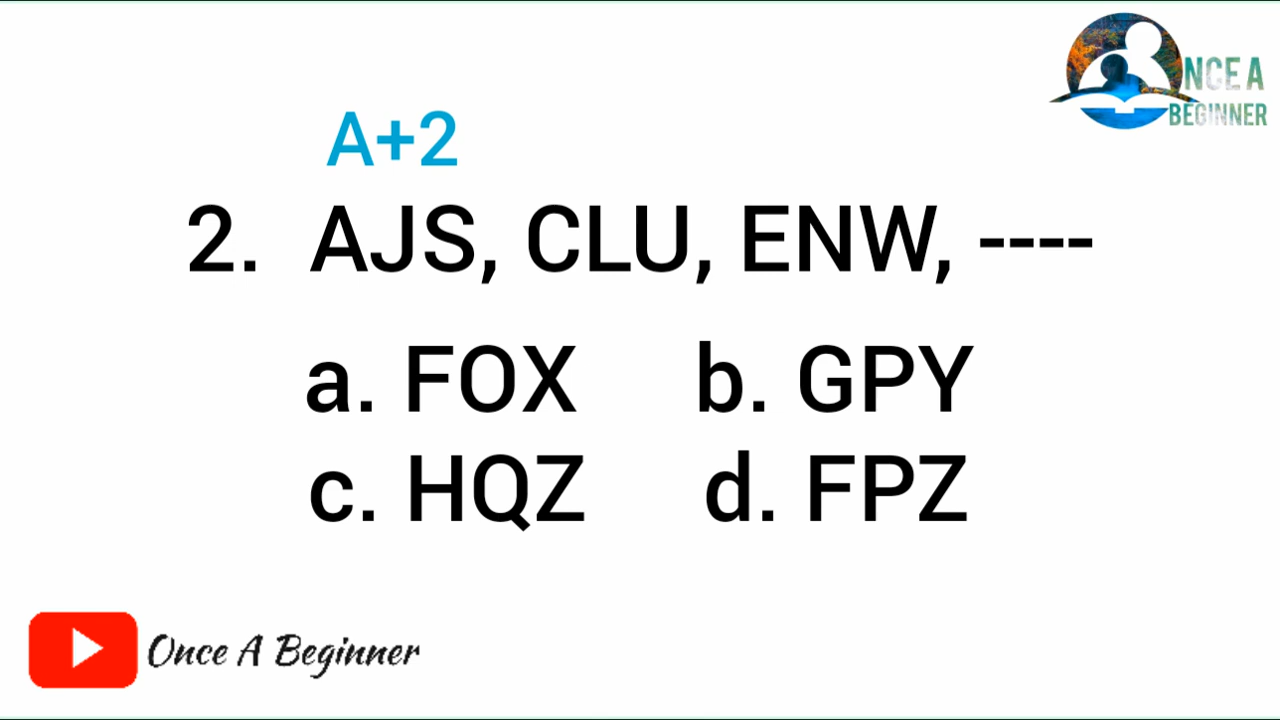 NCE A
BEGINNER
A+2
2. AJS, CLU, ENW, ----
a. FOX b. GPY
c. HQZ d. FPZ
Once A Beginner